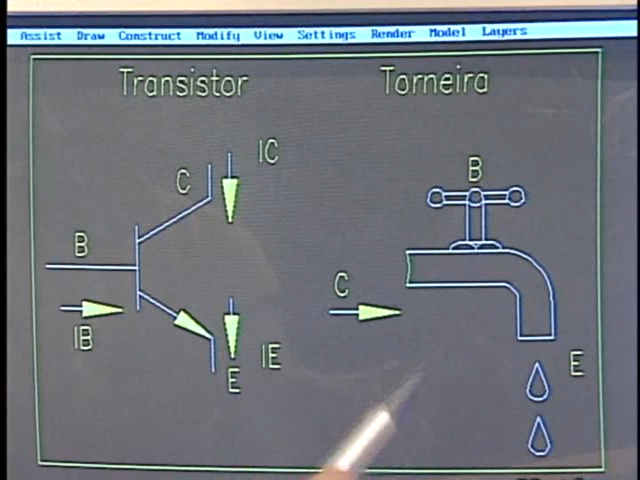 Assist Draw Construct Modify View Settings Render Model Layers
Transistor
Torneira
IC
C
B
B
C
IB
IE
E
E